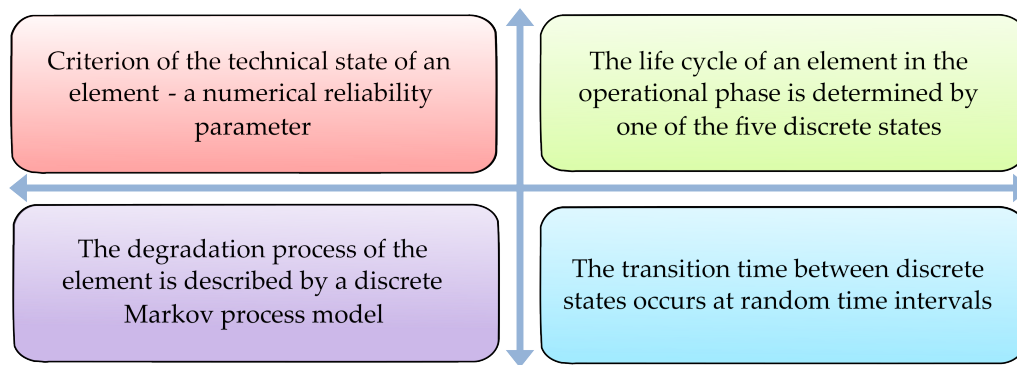 Criterion of the technical state of an
element - a numerical reliability
parameter
The life cycle of an element in the
operational phase is determined by
one of the five discrete states
The degradation process of the
element is described by a discrete
Markov process model
The transition time between discrete
states occurs at random time intervals